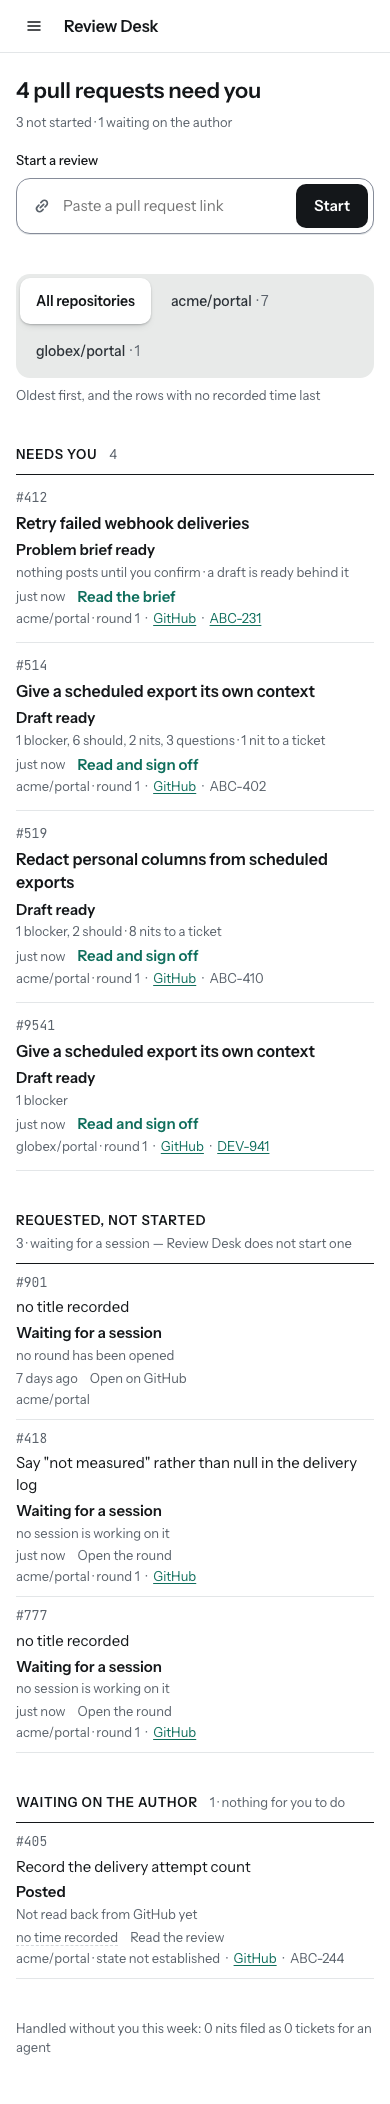 Review Desk
4 pull requests need you
3 not started · 1 waiting on the author
Start a review
Paste a pull request link
Start
All repositories
acme/portal · 7
globex/portal · 1
Oldest first, and the rows with no recorded time last
NEEDS YOU 4
#412
Retry failed webhook deliveries
Problem brief ready
nothing posts until you confirm · a draft is ready behind it
just now Read the brief
acme/portal · round 1 · GitHub · ABC-231
#514
Give a scheduled export its own context
Draft ready
1 blocker, 6 should, 2 nits, 3 questions · 1 nit to a ticket
just now Read and sign off
acme/portal · round 1 · GitHub · ABC-402
#519
Redact personal columns from scheduled
exports
Draft ready
1 blocker, 2 should · 8 nits to a ticket
just now Read and sign off
acme/portal · round 1 · GitHub · ABC-410
#9541
Give a scheduled export its own context
Draft ready
1 blocker
just now Read and sign off
globex/portal · round 1 · GitHub · DEV-941
REQUESTED, NOT STARTED
3 · waiting for a session — Review Desk does not start one
#901
no title recorded
Waiting for a session
no round has been opened
7 days ago Open on GitHub
acme/portal
#418
Say "not measured" rather than null in the delivery
log
Waiting for a session
no session is working on it
just now Open the round
acme/portal · round 1 · GitHub
#777
no title recorded
Waiting for a session
no session is working on it
just now Open the round
acme/portal · round 1 · GitHub
WAITING ON THE AUTHOR 1 · nothing for you to do
#405
Record the delivery attempt count
Posted
Not read back from GitHub yet
no time recorded Read the review
acme/portal · state not established · GitHub · ABC-244
Handled without you this week: 0 nits filed as 0 tickets for an
agent